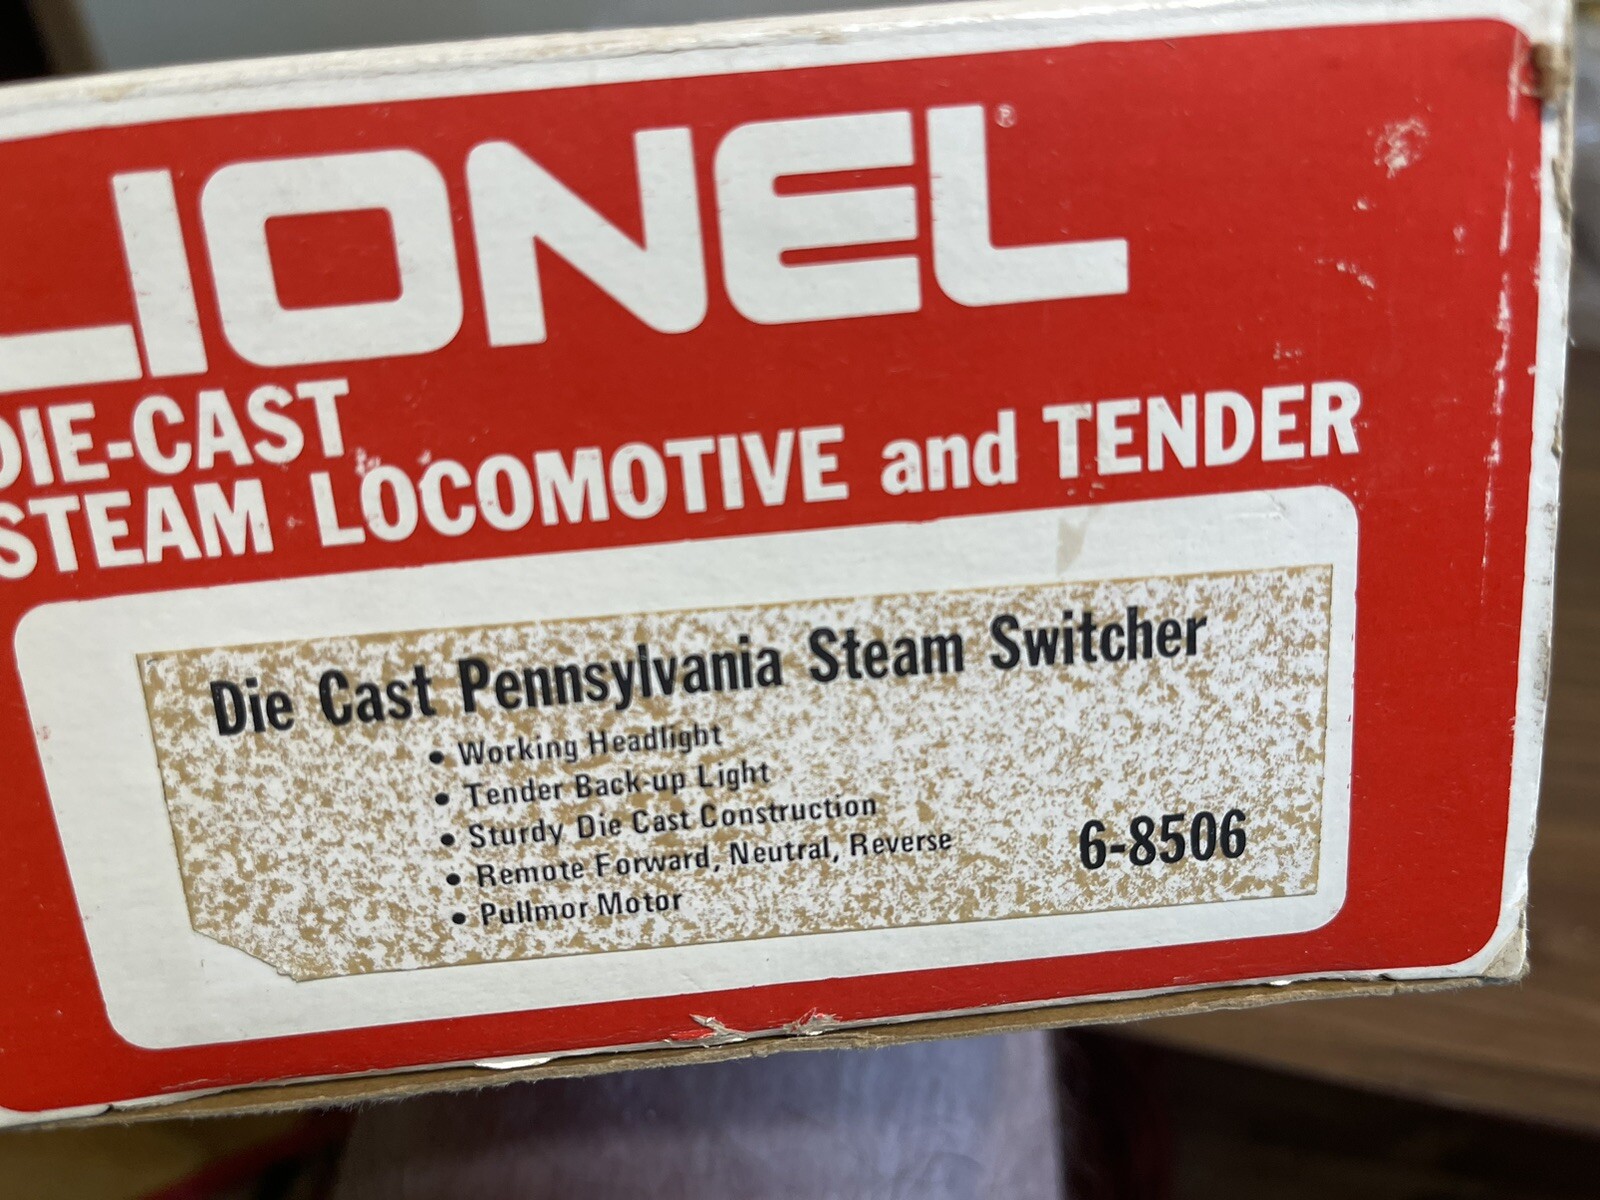 LIONEL®
DIE-CAST
STEAM LOCOMOTIVE and TENDER
Die Cast Pennsylvania Steam Switcher
• Working Headlight
• Tender Back-up Light
• Sturdy Die Cast Construction
• Remote Forward, Neutral, Reverse
• Pullmor Motor
6-8506